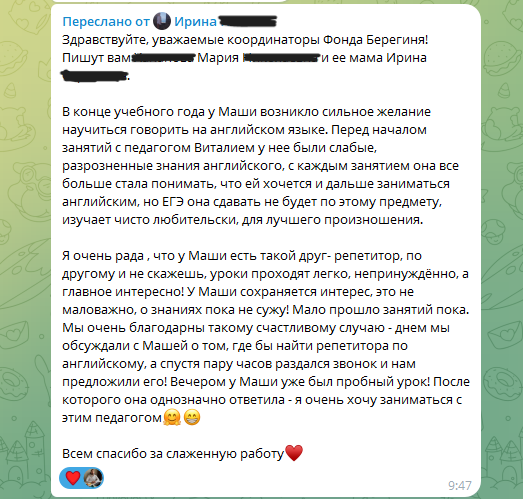 Переслано от Ирина
Здравствуйте, уважаемые координаторы Фонда Берегиня!
Пишут вам Мария и ее мама Ирина
.
В конце учебного года у Маши возникло сильное желание
научиться говорить на английском языке. Перед началом
занятий с педагогом Виталием у нее были слабые,
разрозненные знания английского, с каждым занятием она все
больше стала понимать, что ей хочется и дальше заниматься
английским, но ЕГЭ она сдавать не будет по этому предмету,
изучает чисто любительски, для лучшего произношения.
Я очень рада , что у Маши есть такой друг- репетитор, по
другому и не скажешь, уроки проходят легко, непринуждённо, а
главное интересно! У Маши сохраняется интерес, это не
маловажно, о знаниях пока не сужу! Мало прошло занятий пока.
Мы очень благодарны такому счастливому случаю - днем мы
обсуждали с Машей о том, где бы найти репетитора по
английскому, а спустя пару часов раздался звонок и нам
предложили его! Вечером у Маши уже был пробный урок! После
которого она однозначно ответила - я очень хочу заниматься с
этим педагогом🤗😁
Всем спасибо за слаженную работу♥️
9:47